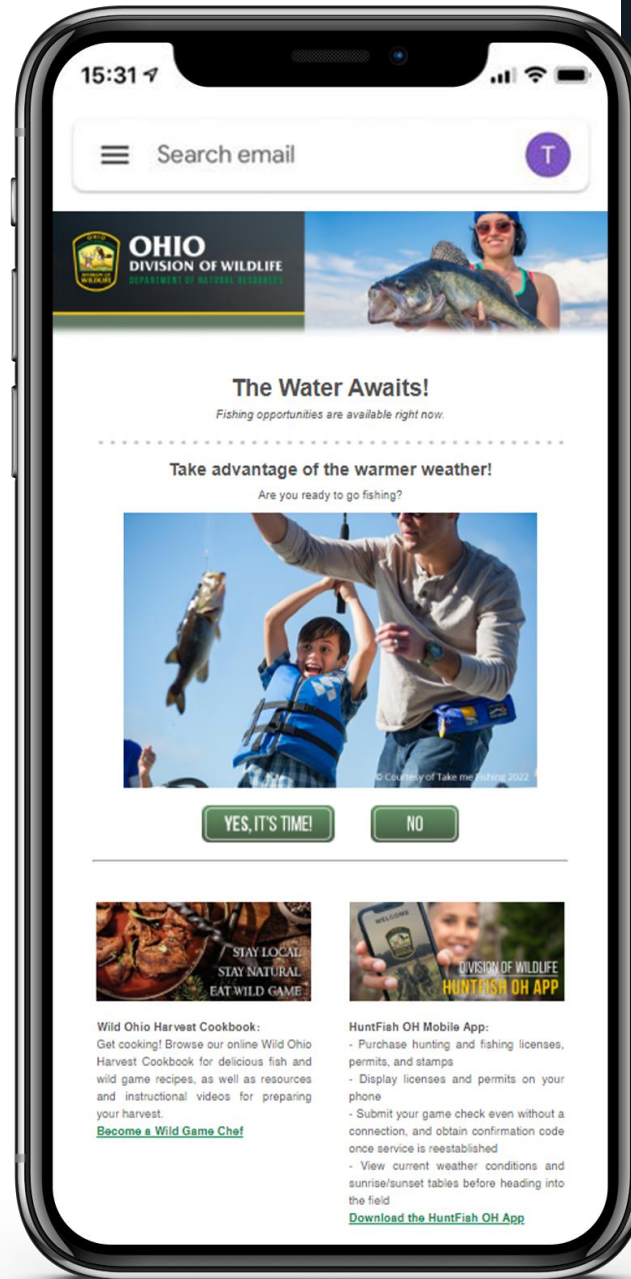 15:31
Search email
T
OHIO
DIVISION OF WILDLIFE
DEPARTMENT OF NATURAL RESOURCES
OHIO
DIVISION OF
WILDLIFE
The Water Awaits!
Fishing opportunities are available right now.
Take advantage of the warmer weather!
Are you ready to go fishing?
© Courtesy of Take me Fishing 2022
YES, IT'S TIME!
NO
STAY LOCAL
STAY NATURAL
EAT WILD GAME
Wild Ohio Harvest Cookbook:
Get cooking! Browse our online Wild Ohio
Harvest Cookbook for delicious fish and
wild game recipes, as well as resources
and instructional videos for preparing
your harvest.
Become a Wild Game Chef
WELCOME
DIVISION OF WILDLIFE
HUNTFISH OH APP
HuntFish OH Mobile App:
- Purchase hunting and fishing licenses,
permits, and stamps
- Display licenses and permits on your
phone
- Submit your game check even without a
connection, and obtain confirmation code
once service is reestablished
- View current weather conditions and
sunrise/sunset tables before heading into
the field
Download the HuntFish OH App